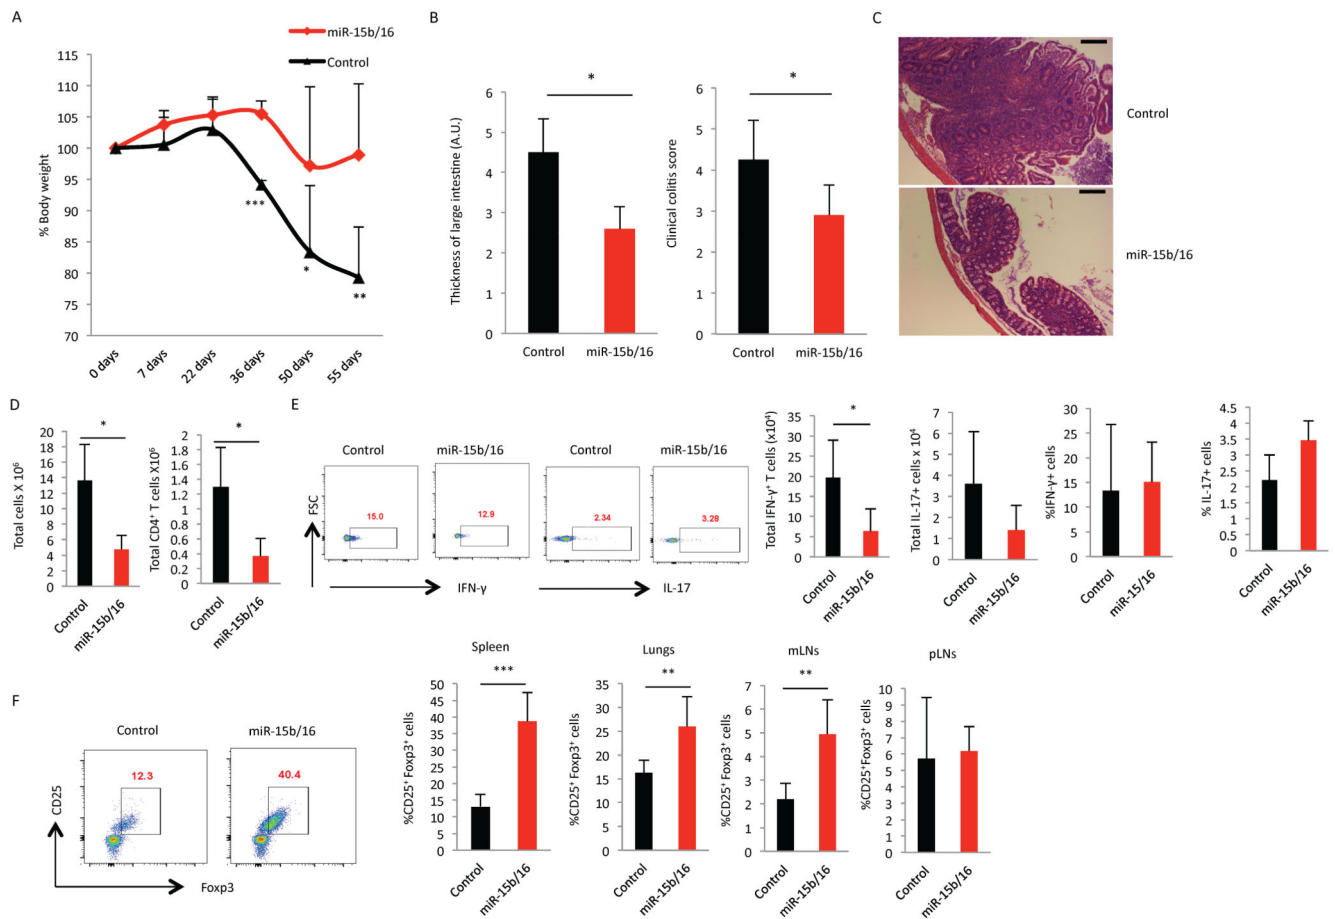 A
miR-15b/16
Control
115
110
105
100
95
90
85
80
75
70
% Body weight
***
*
**
0 days
7 days
22 days
36 days
50 days
55 days
B
*
6
5
4
3
2
1
0
Thickness of large intestine (A.U.)
Control
miR-15b/16
*
6
5
4
3
2
1
0
Clinical colitis score
Control
miR-15b/16
C
Control
miR-15b/16
D
*
20
18
16
14
12
10
8
6
4
2
0
Total cells X 10⁶
Control
miR-15b/16
*
2
1.8
1.6
1.4
1.2
1
0.8
0.6
0.4
0.2
0
Total CD4⁺ T cells X10⁶
Control
miR-15b/16
E
Control
miR-15b/16
Control
miR-15b/16
FSC
15.0
12.9
2.34
3.28
IFN-γ
IL-17
*
40
35
30
25
20
15
10
5
0
Total IFN-γ⁺ T cells (x10⁴)
Control
miR-15b/16
7
6
5
4
3
2
1
0
Total IL-17+ cells x 10⁴
Control
miR-15b/16
30
25
20
15
10
5
0
%IFN-γ+ cells
Control
miR-15/16
4.5
4
3.5
3
2.5
2
1.5
1
0.5
0
% IL-17+ cells
Control
miR-15b/16
F
Control
miR-15b/16
12.3
40.4
CD25
Foxp3
Spleen
***
50
45
40
35
30
25
20
15
10
5
0
%CD25⁺ Foxp3⁺ cells
Control
miR-15b/16
Lungs
**
35
30
25
20
15
10
5
0
%CD25⁺ Foxp3⁺ cells
Control
miR-15b/16
mLNs
**
7
6
5
4
3
2
1
0
%CD25⁺ Foxp3⁺ cells
Control
miR-15b/16
pLNs
10
9
8
7
6
5
4
3
2
1
0
%CD25⁺Foxp3⁺ cells
Control
miR-15b/16